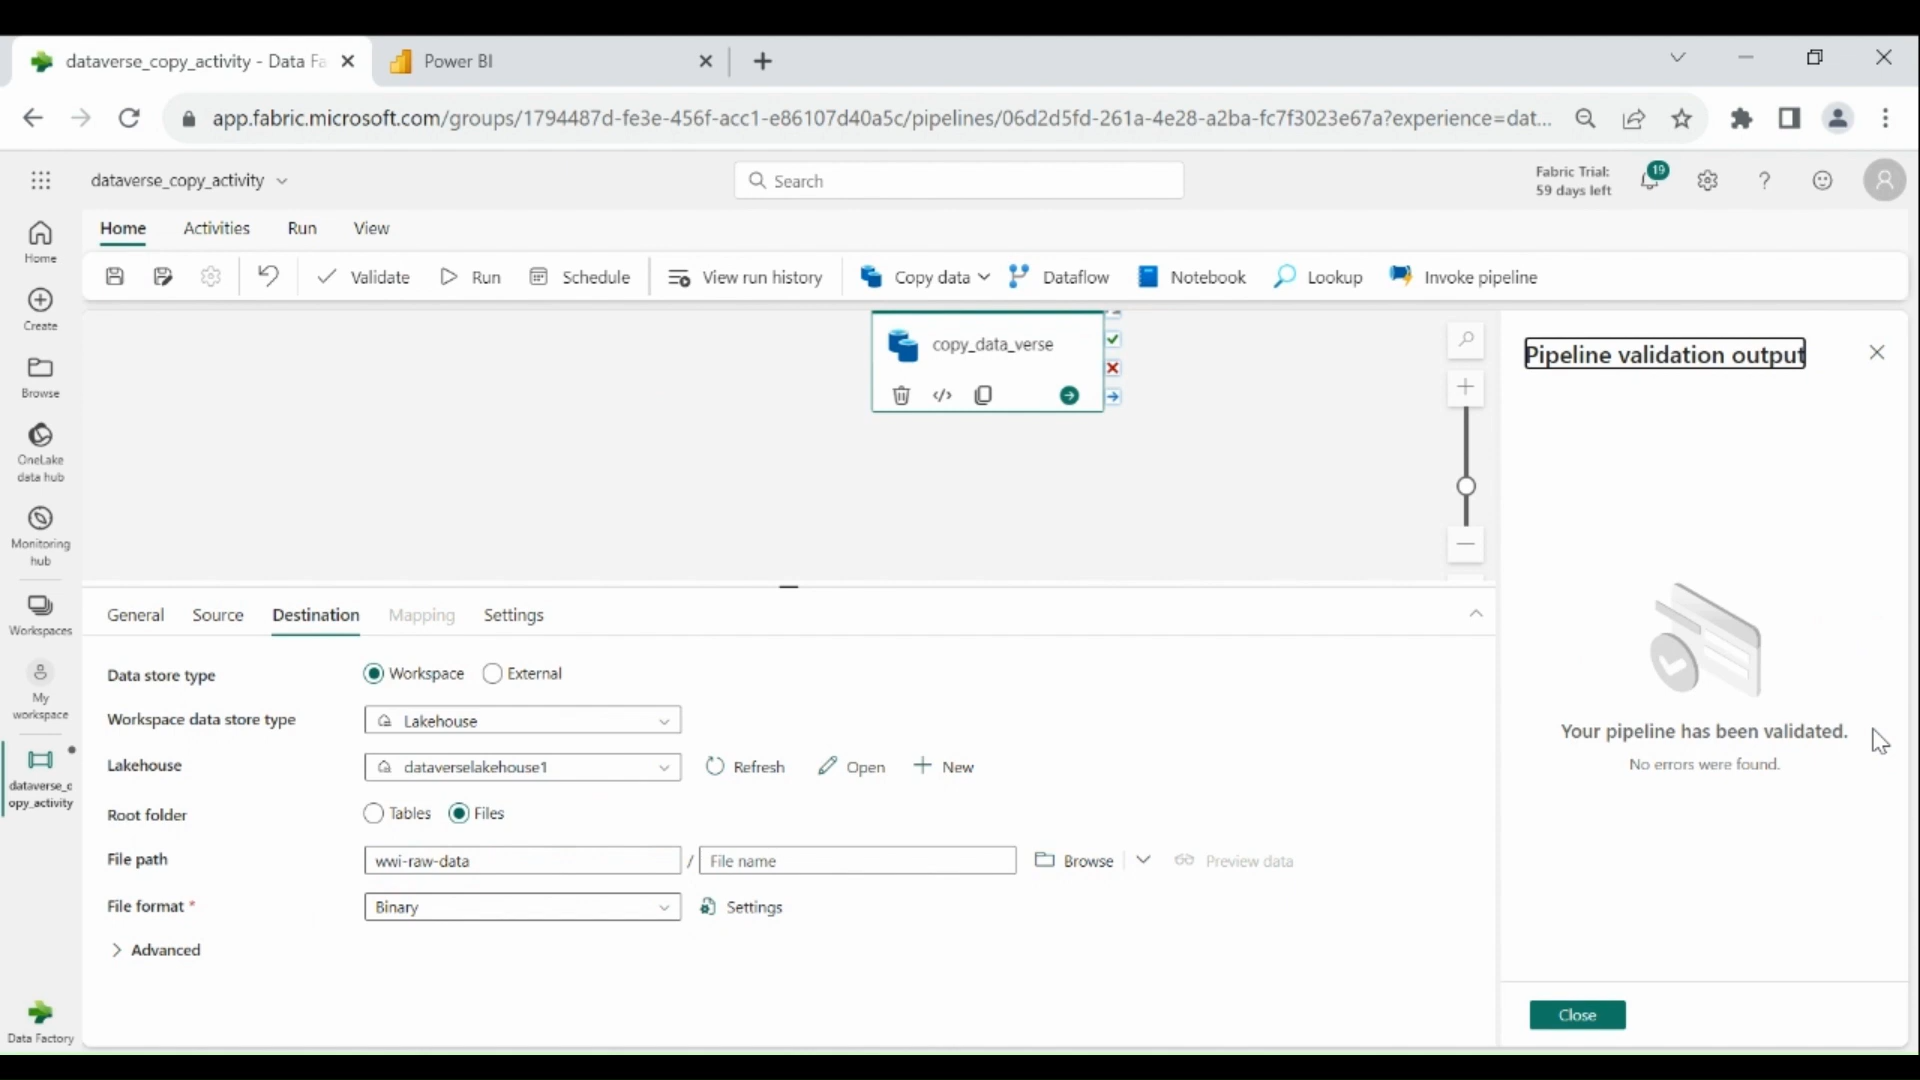 dataverse_copy_activity - Data Fa
Power BI
app.fabric.microsoft.com/groups/1794487d-fe3e-456f-acc1-e86107d40a5c/pipelines/06d2d5fd-261a-4e28-a2ba-fc7f3023e67a?experience=dat...
dataverse_copy_activity
Search
Fabric Trial:
59 days left
19
Home
Activities
Run
View
Validate
Run
Schedule
View run history
Copy data
Dataflow
Notebook
Lookup
Invoke pipeline
Home
Create
Browse
OneLake
data hub
Monitoring
hub
Workspaces
My
workspace
dataverse_c
opy_activity
Data Factory
copy_data_verse
General
Source
Destination
Mapping
Settings
Data store type
Workspace
External
Workspace data store type
Lakehouse
Lakehouse
dataverselakehouse1
Refresh
Open
New
Root folder
Tables
Files
File path
wwi-raw-data
/
File name
Browse
Preview data
File format *
Binary
Settings
Advanced
Pipeline validation output
Your pipeline has been validated.
No errors were found.
Close